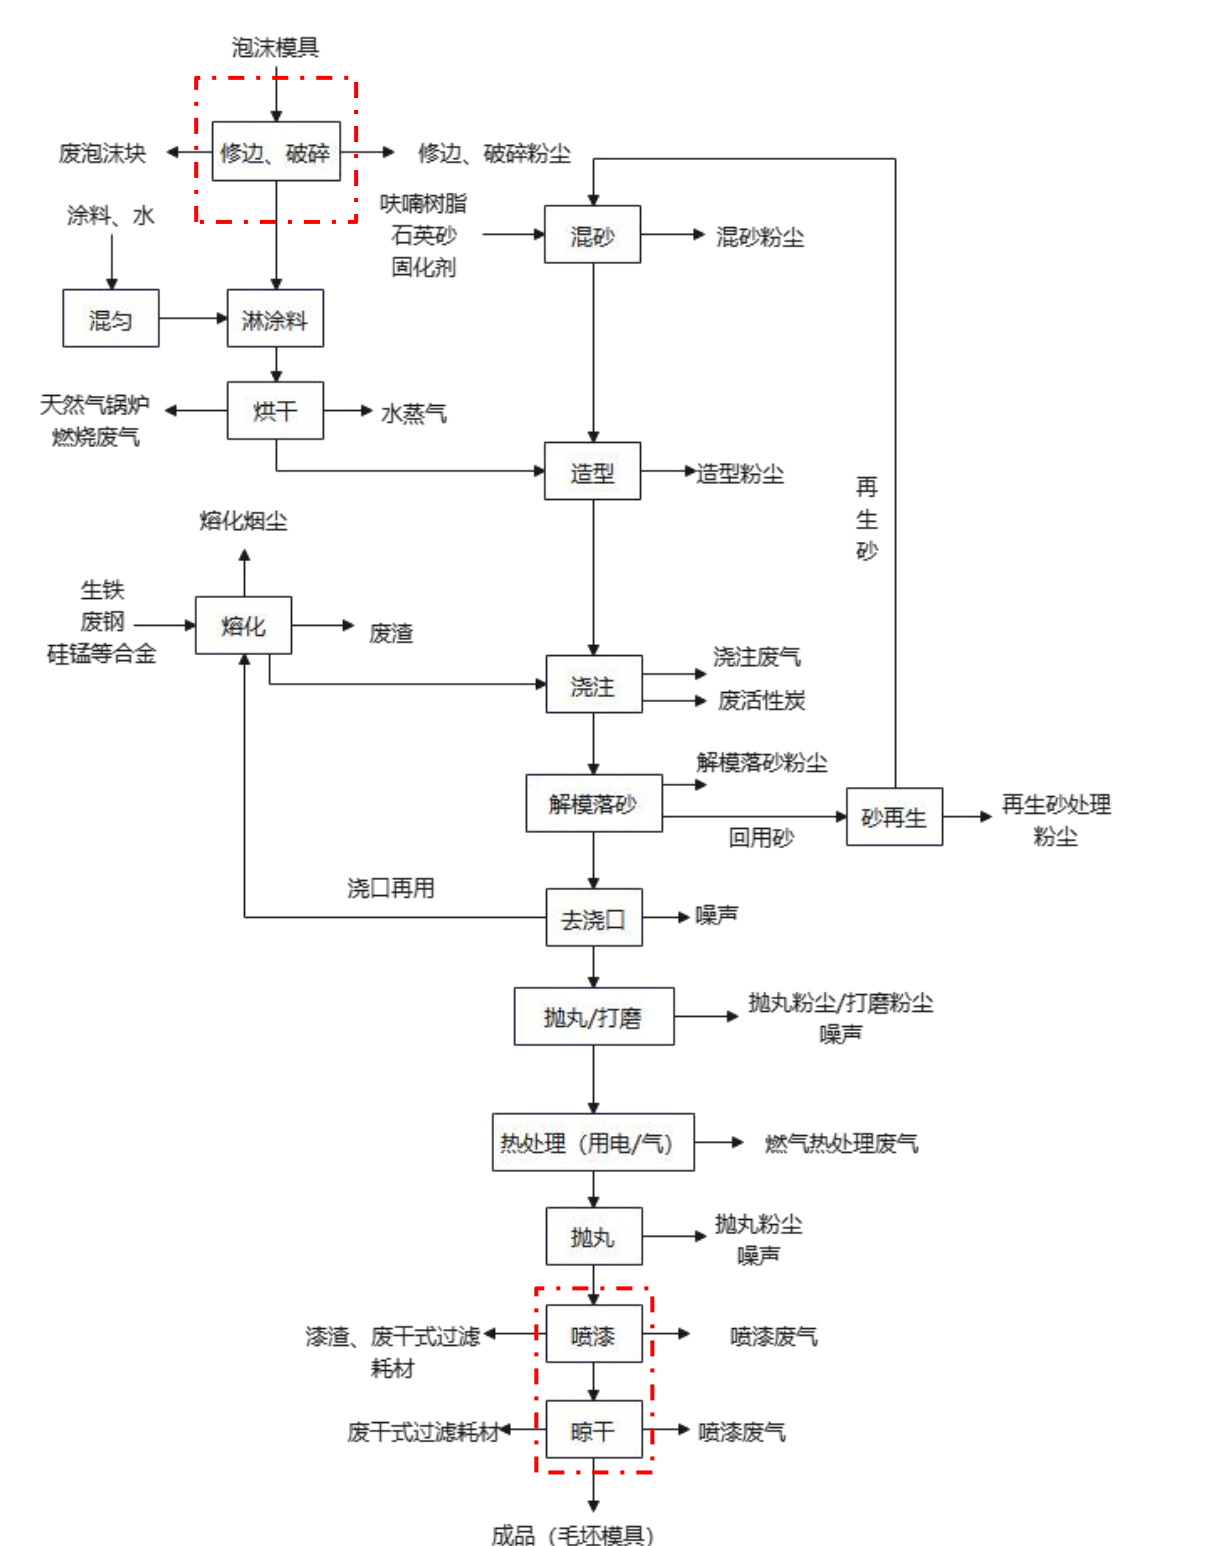 泡沫模具
废泡沫块
修边、破碎
修边、破碎粉尘
涂料、水
呋喃树脂
石英砂
固化剂
混砂
混砂粉尘
混匀
淋涂料
天然气锅炉
燃烧废气
烘干
水蒸气
造型
造型粉尘
再
生
砂
熔化烟尘
生铁
废钢
硅锰等合金
熔化
废渣
浇注
浇注废气
废活性炭
解模落砂粉尘
解模落砂
回用砂
砂再生
再生砂处理
粉尘
浇口再用
去浇口
噪声
抛丸/打磨
抛丸粉尘/打磨粉尘
噪声
热处理（用电/气）
燃气热处理废气
抛丸
抛丸粉尘
噪声
漆渣、废干式过滤
耗材
喷漆
喷漆废气
废干式过滤耗材
晾干
喷漆废气
成品（毛坯模具）